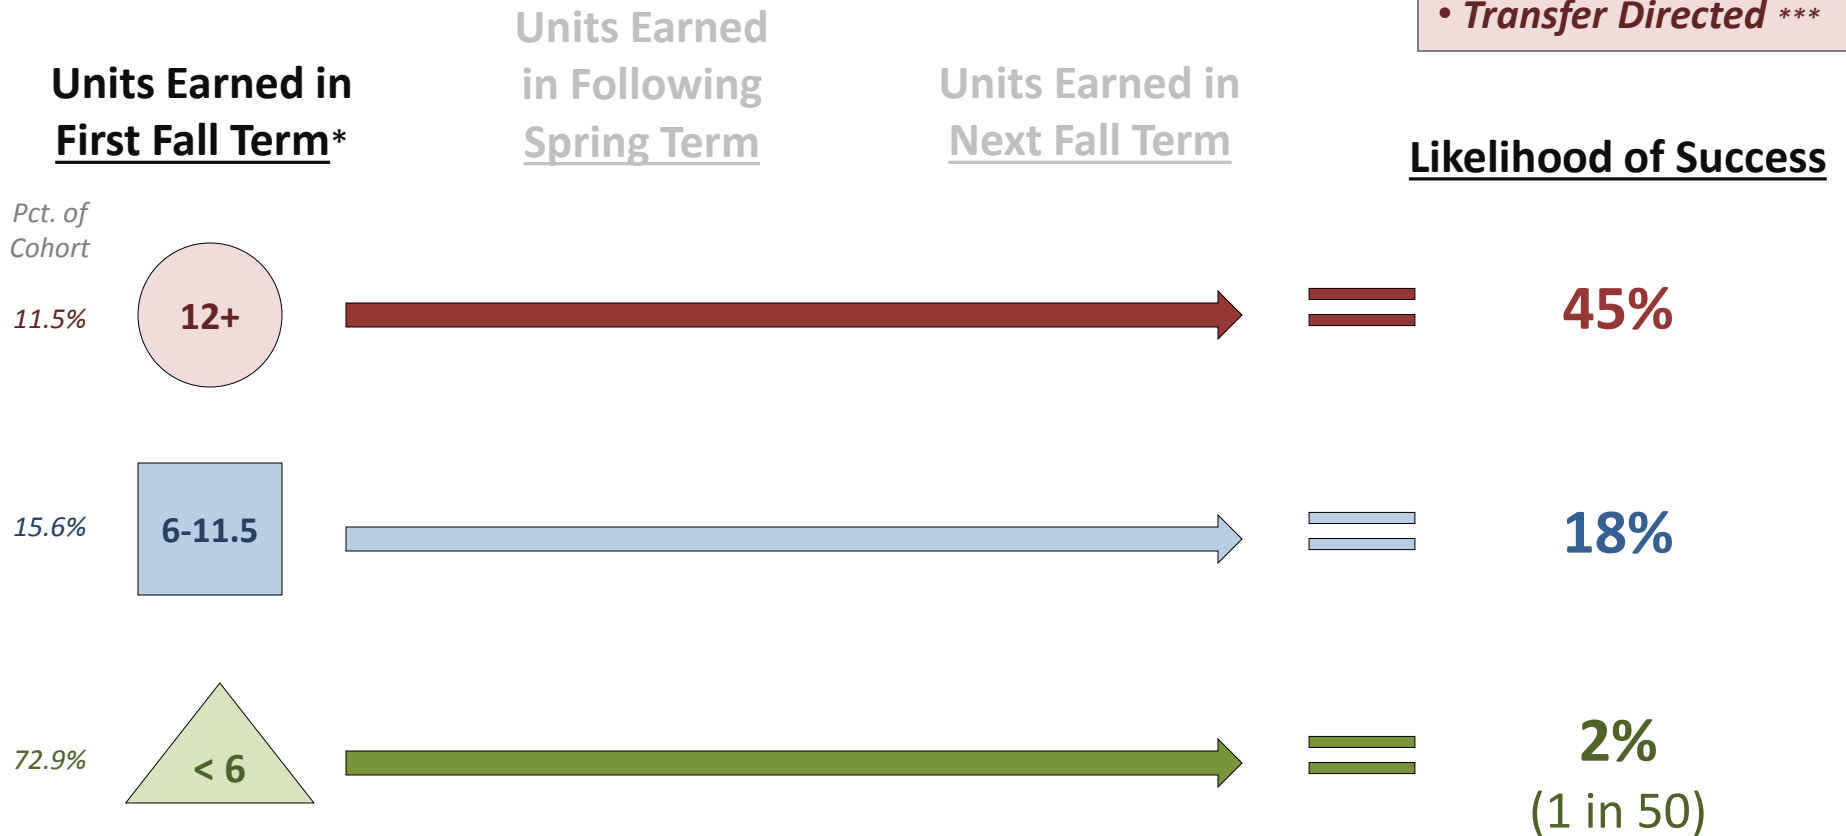 • Transfer Directed ***
Units Earned in
First Fall Term*
Units Earned
in Following
Spring Term
Units Earned in
Next Fall Term
Likelihood of Success
Pct. of
Cohort
11.5%
12+
45%
15.6%
6-11.5
18%
72.9%
< 6
2%
(1 in 50)